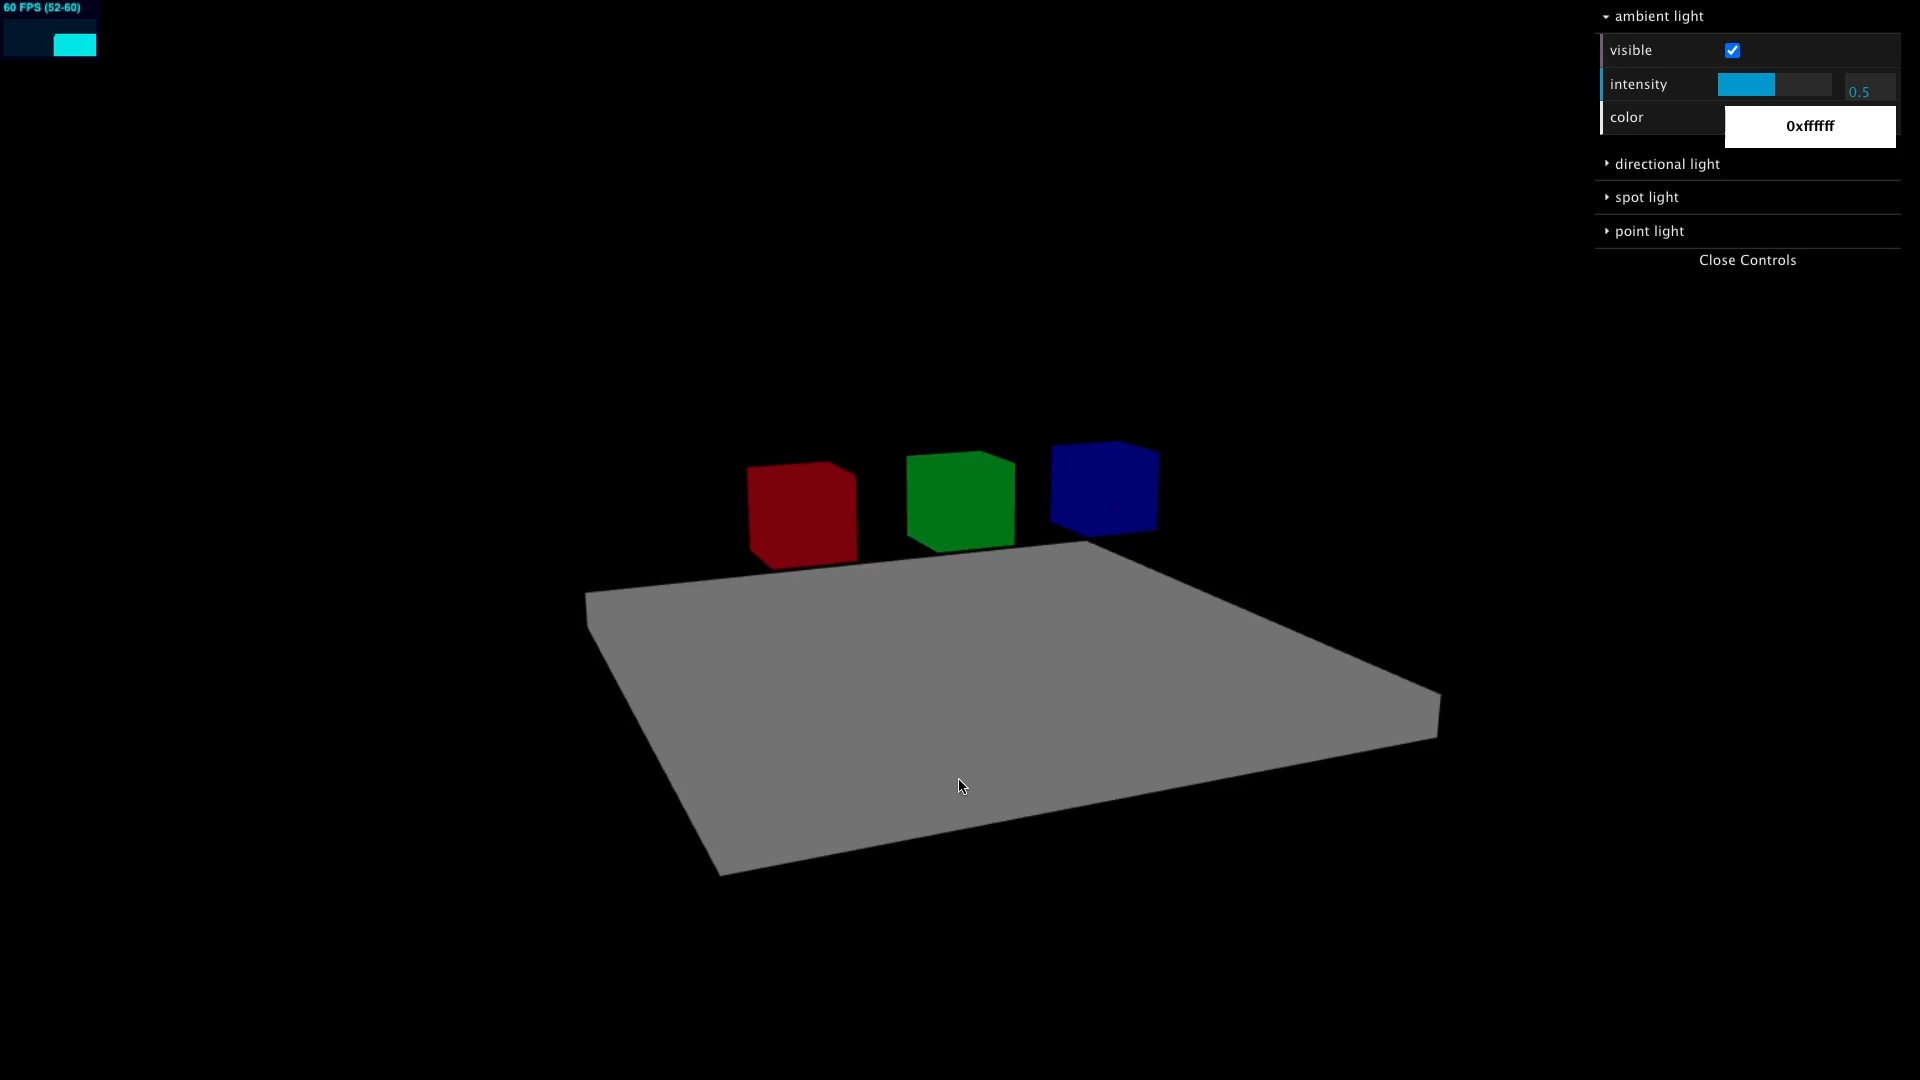 60 FPS (52-60)
ambient light
visible
intensity 0.5
color 0xffffff
directional light
spot light
point light
Close Controls